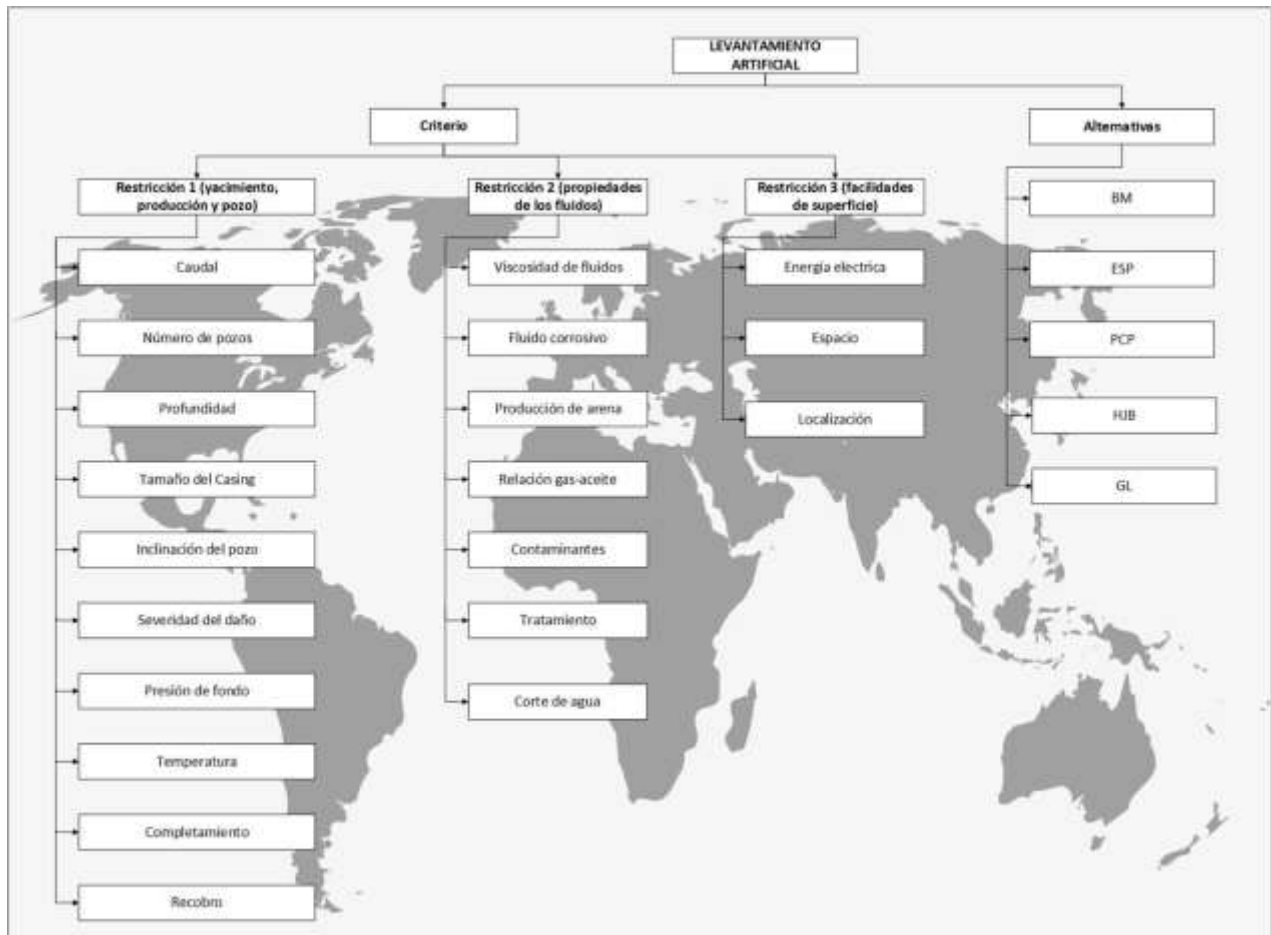 LEVANTAMIENTO
ARTIFICIAL
Criterio
Alternativas
Restricción 1 (yacimiento,
producción y pozo)
Caudal
Número de pozos
Profundidad
Tamaño del Casing
Inclinación del pozo
Severidad del daño
Presión de fondo
Temperatura
Completamiento
Recobro
Restricción 2 (propiedades
de los fluidos)
Viscosidad de fluidos
Fluido corrosivo
Producción de arena
Relación gas-aceite
Contaminantes
Tratamiento
Corte de agua
Restricción 3 (facilidades
de superficie)
Energía electrica
Espacio
Localización
BM
ESP
PCP
HJB
GL